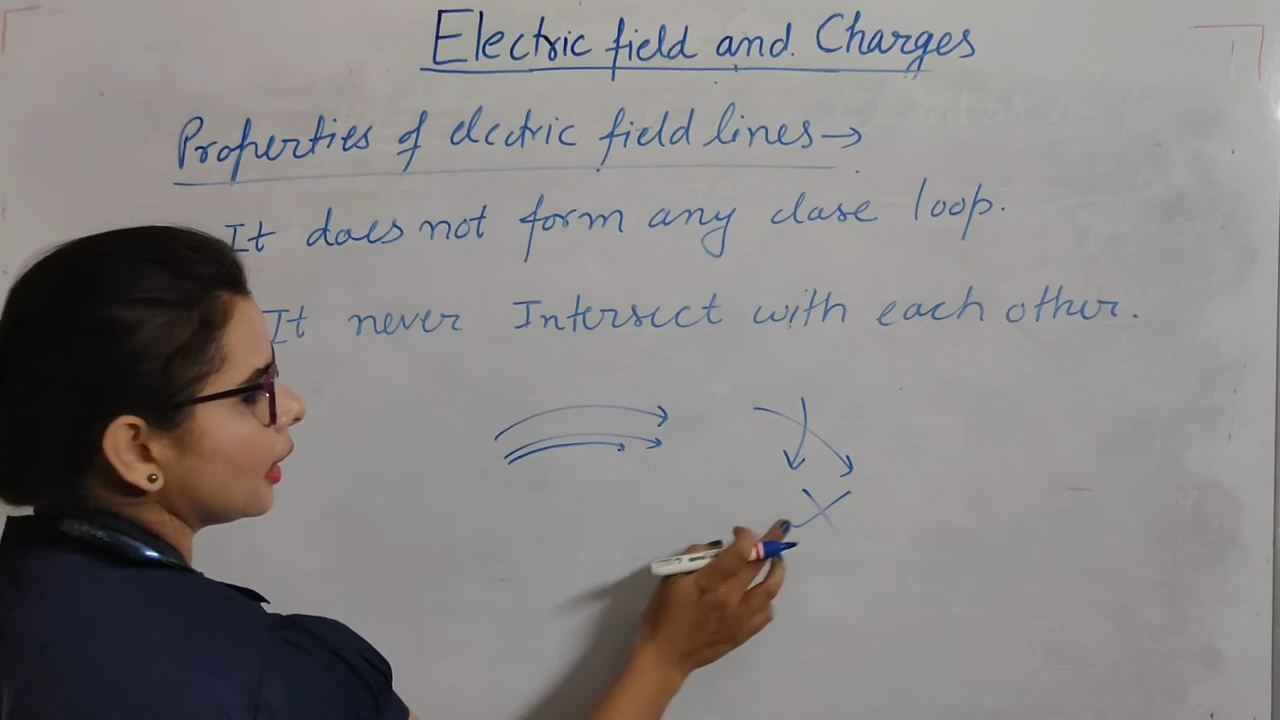 Electric field and Charges
Properties of electric field lines →
It does not form any close loop.
It never Intersect with each other.